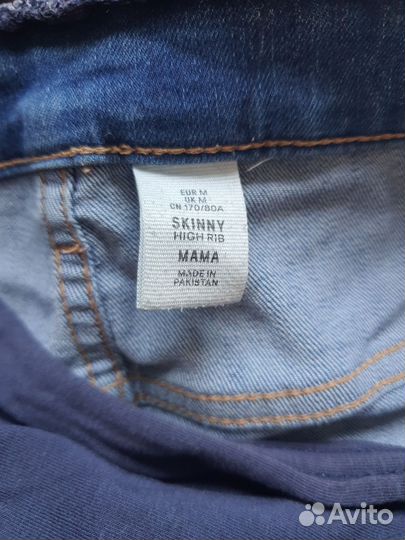 EUR M
UK M
CN 170/80A
SKINNY
HIGH RIB
MAMA
MADE IN
PAKISTAN
Avito